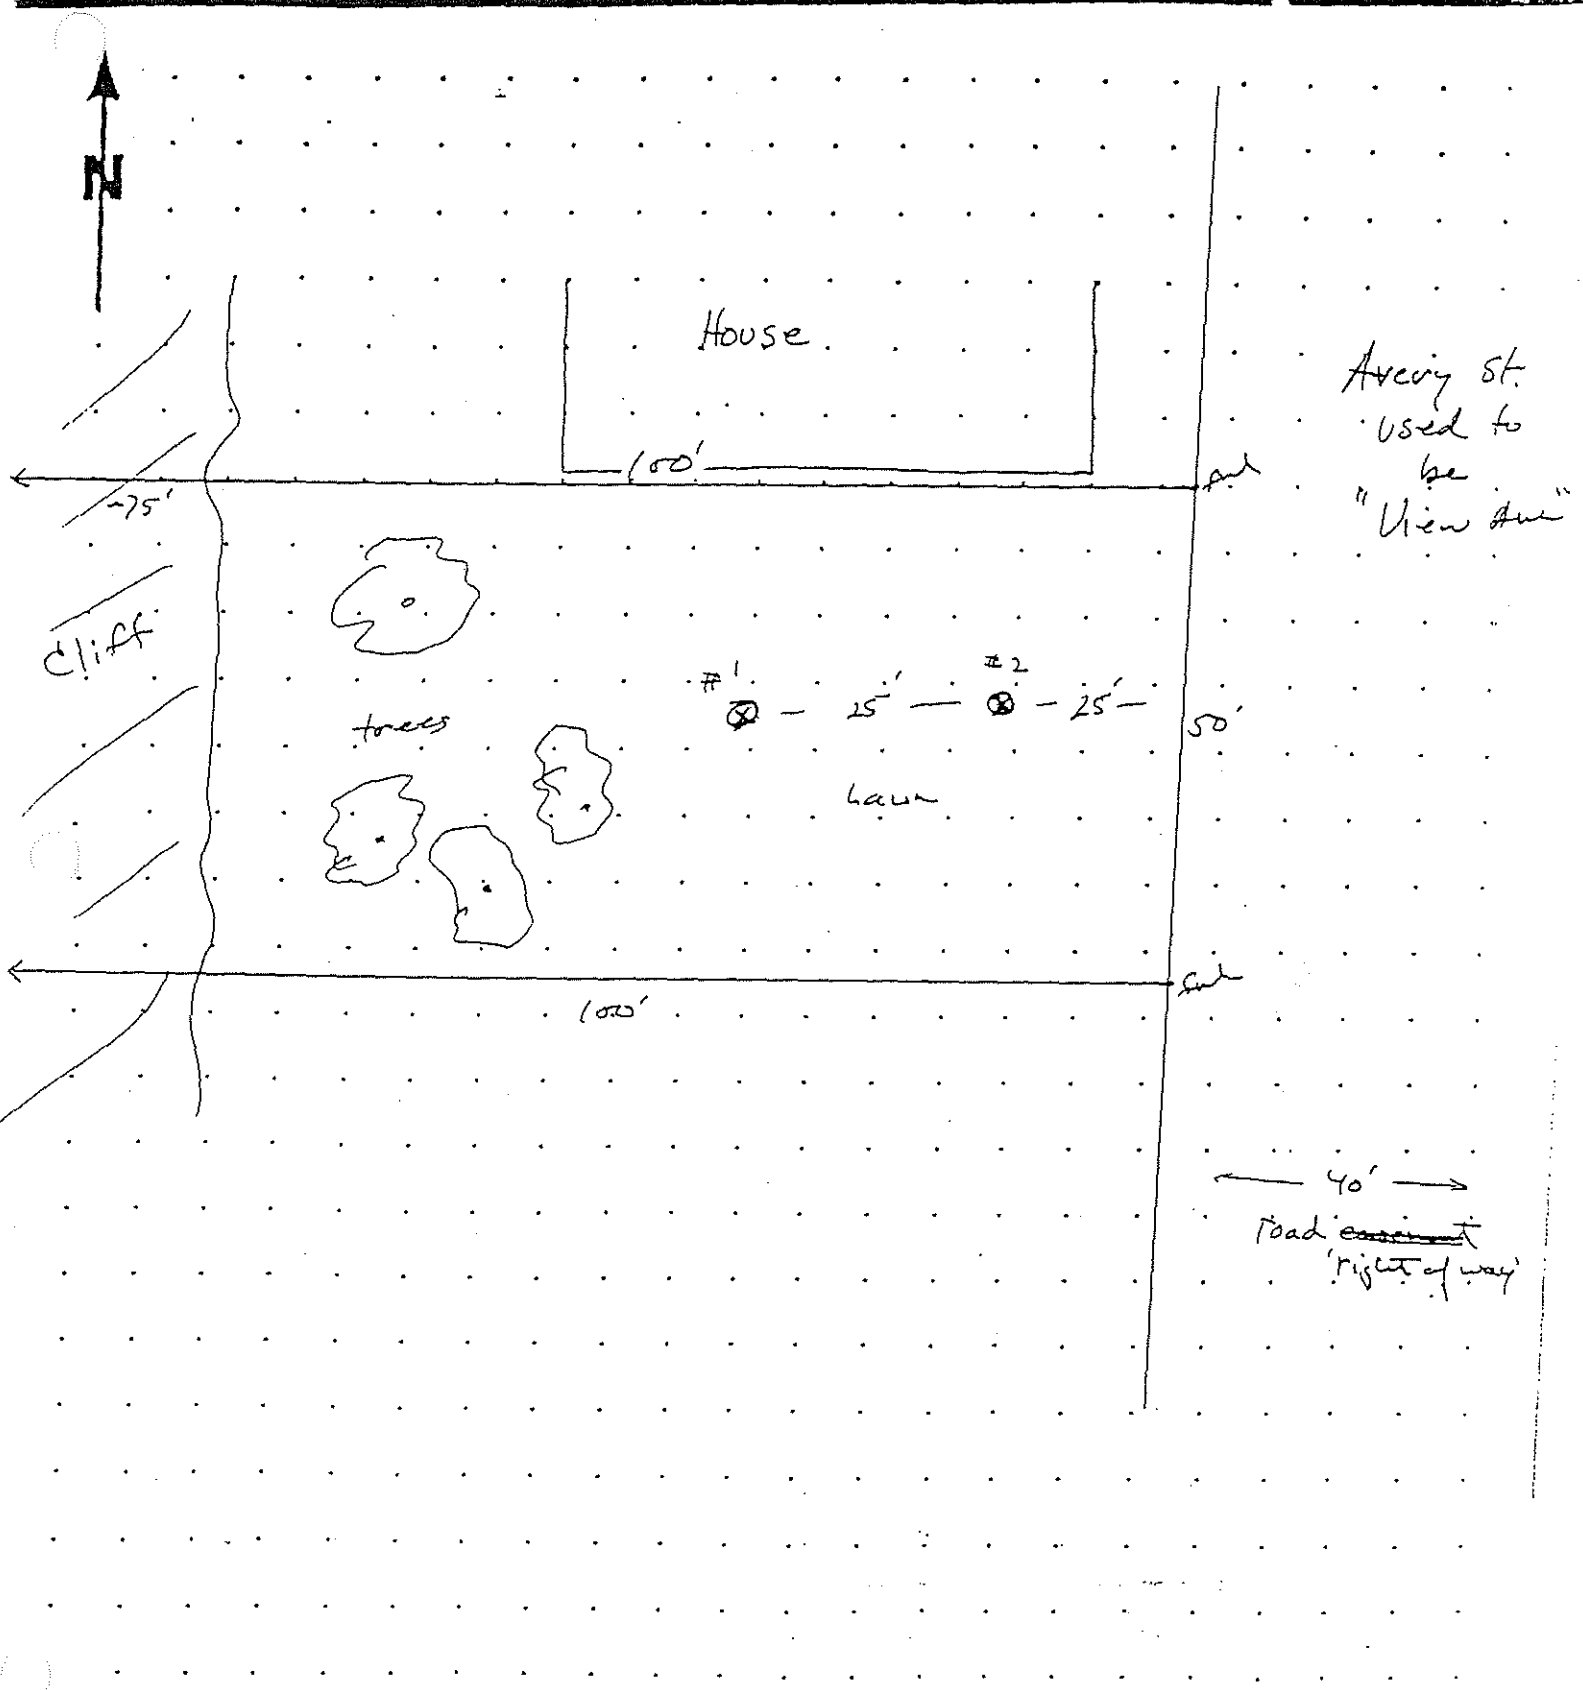 N
House
Avery St.
used to
be
"View Ave"
100'
~75'
Cliff
#1
#2
25'
25'
50'
trees
Lawn
100'
40'
road easement
'right of way'